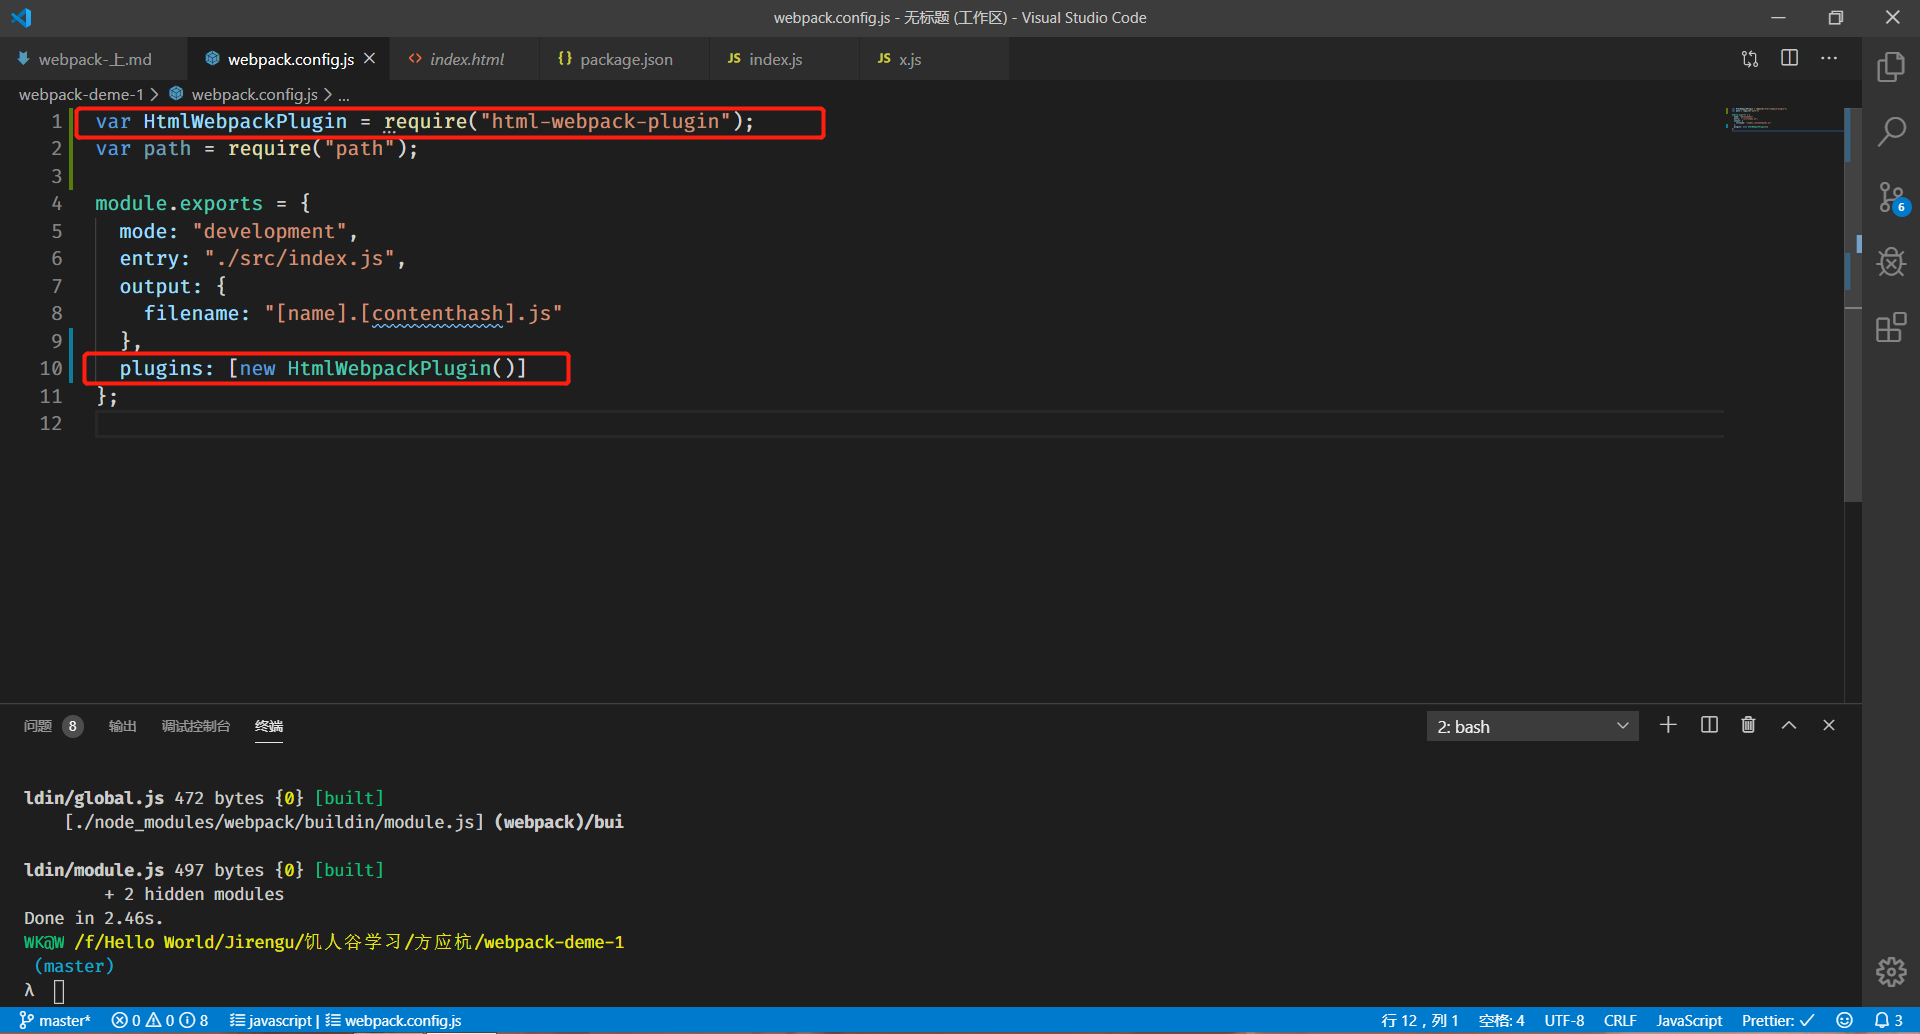 webpack.config.js - 无标题 (工作区) - Visual Studio Code
webpack-上.md
webpack.config.js
index.html
{} package.json
JS index.js
JS x.js
webpack-deme-1 > webpack.config.js > ...
1 var HtmlWebpackPlugin = require("html-webpack-plugin");
2 var path = require("path");
3
4 module.exports = {
5 mode: "development",
6 entry: "./src/index.js",
7 output: {
8 filename: "[name].[contenthash].js"
9 },
10 plugins: [new HtmlWebpackPlugin()]
11 };
12
6
问题 8 输出 调试控制台 终端
2: bash
ldin/global.js 472 bytes {0} [built]
[./node_modules/webpack/buildin/module.js] (webpack)/bui
ldin/module.js 497 bytes {0} [built]
+ 2 hidden modules
Done in 2.46s.
WK@W /f/Hello World/Jirengu/饥人谷学习/方应杭/webpack-deme-1
(master)
λ
master* 0 0 8 javascript | webpack.config.js
行 12，列 1 空格: 4 UTF-8 CRLF JavaScript Prettier: ✓ 3